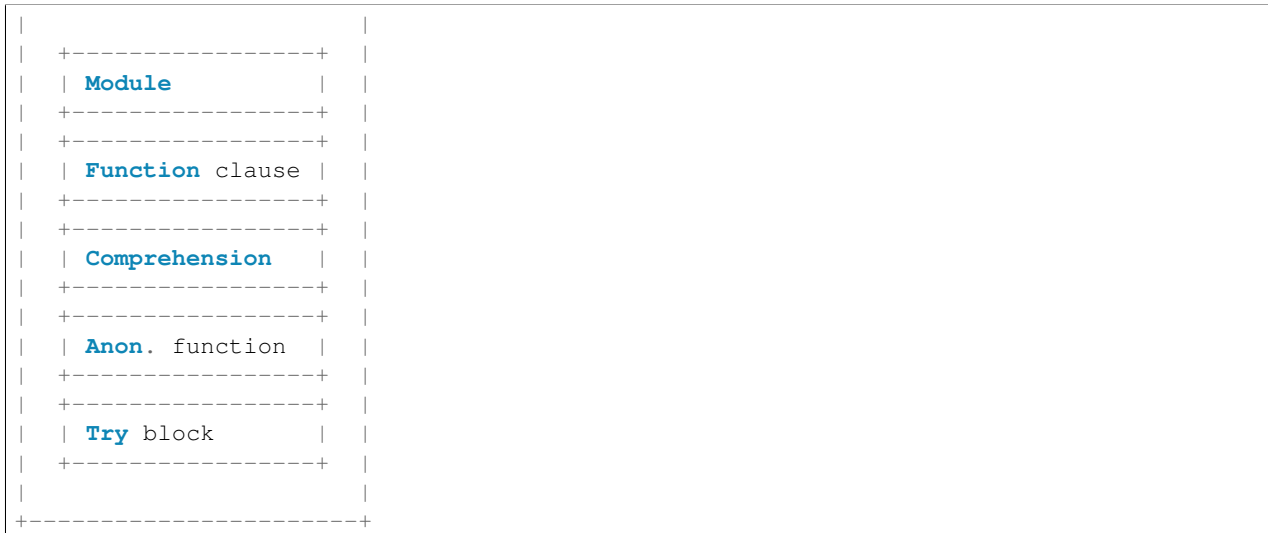 |                       |
|  +-----------------+  |
|  | Module          |  |
|  +-----------------+  |
|  +-----------------+  |
|  | Function clause |  |
|  +-----------------+  |
|  +-----------------+  |
|  | Comprehension   |  |
|  +-----------------+  |
|  +-----------------+  |
|  | Anon. function  |  |
|  +-----------------+  |
|  +-----------------+  |
|  | Try block       |  |
|  +-----------------+  |
|                       |
+-----------------------+